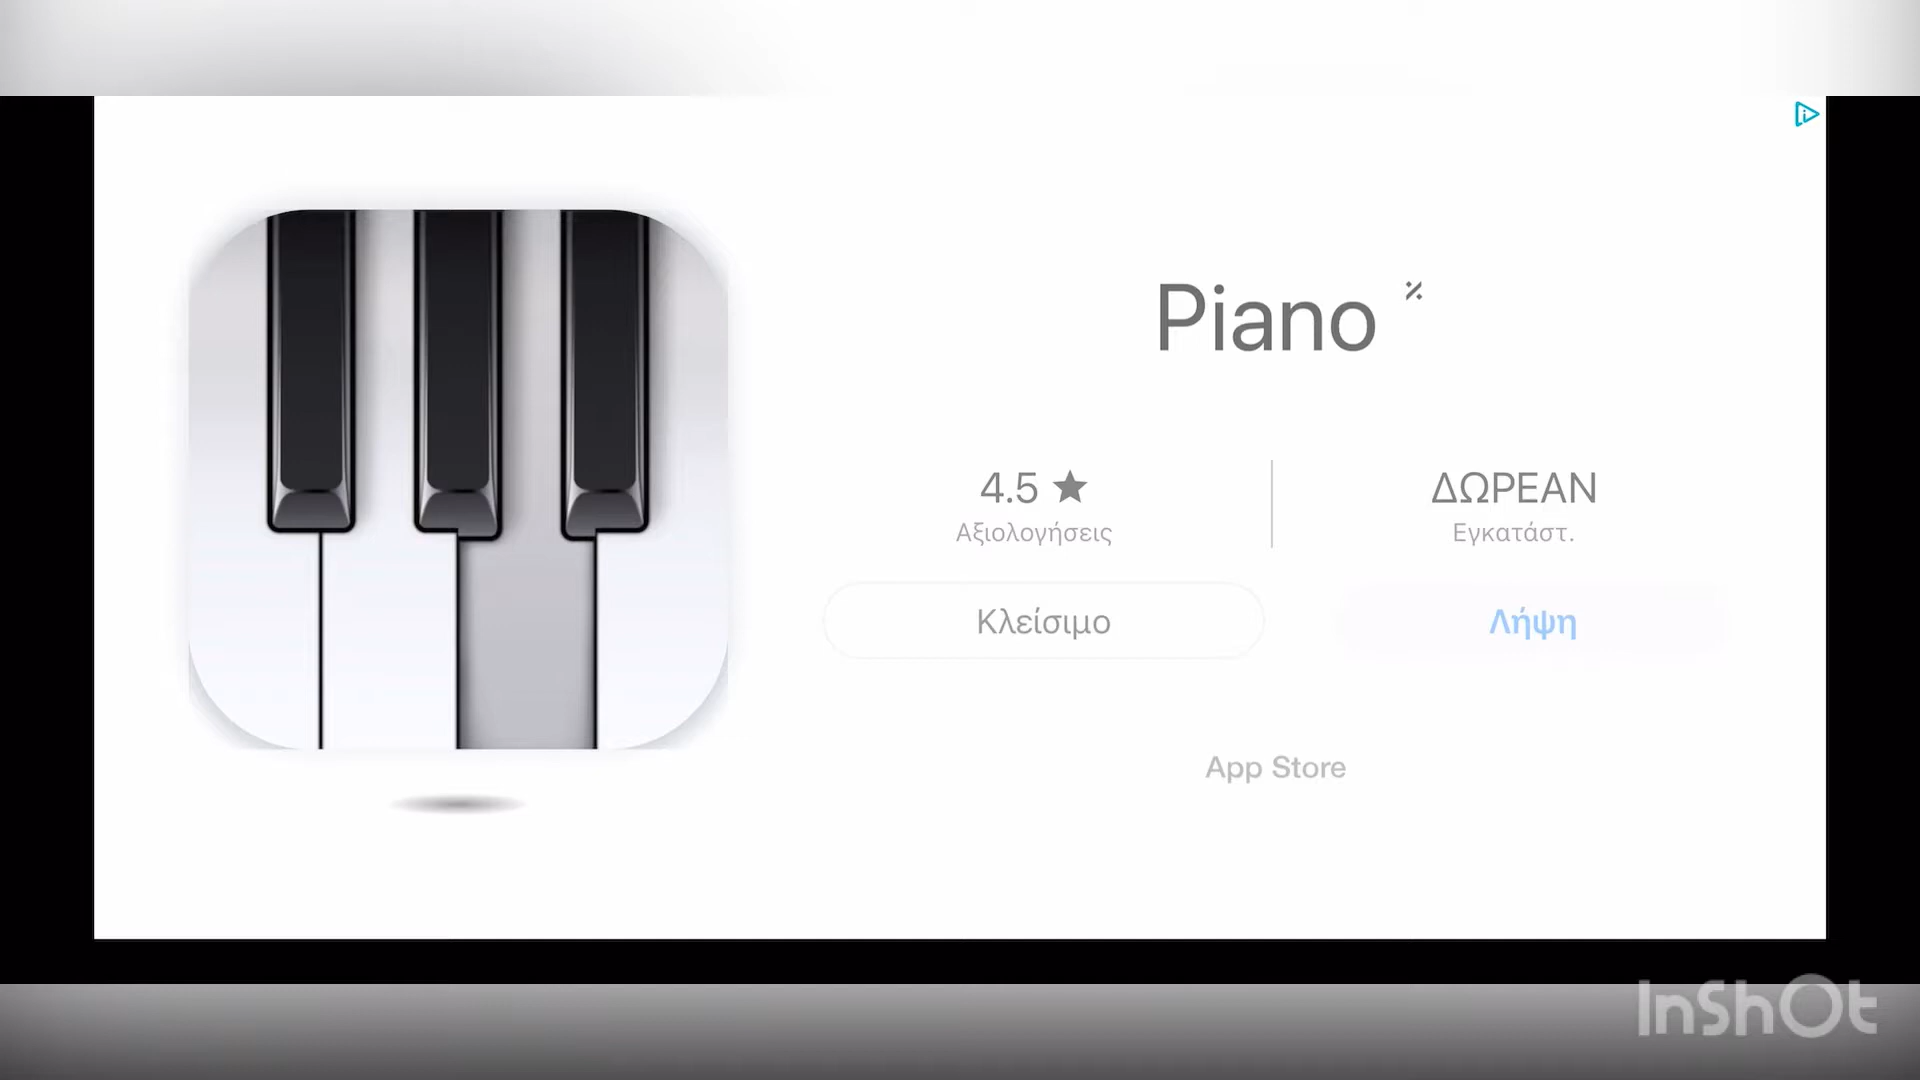 Piano
4.5 ★
Αξιολογήσεις
ΔΩΡΕΑΝ
Εγκατάστ.
Κλείσιμο
Λήψη
App Store
InShOt